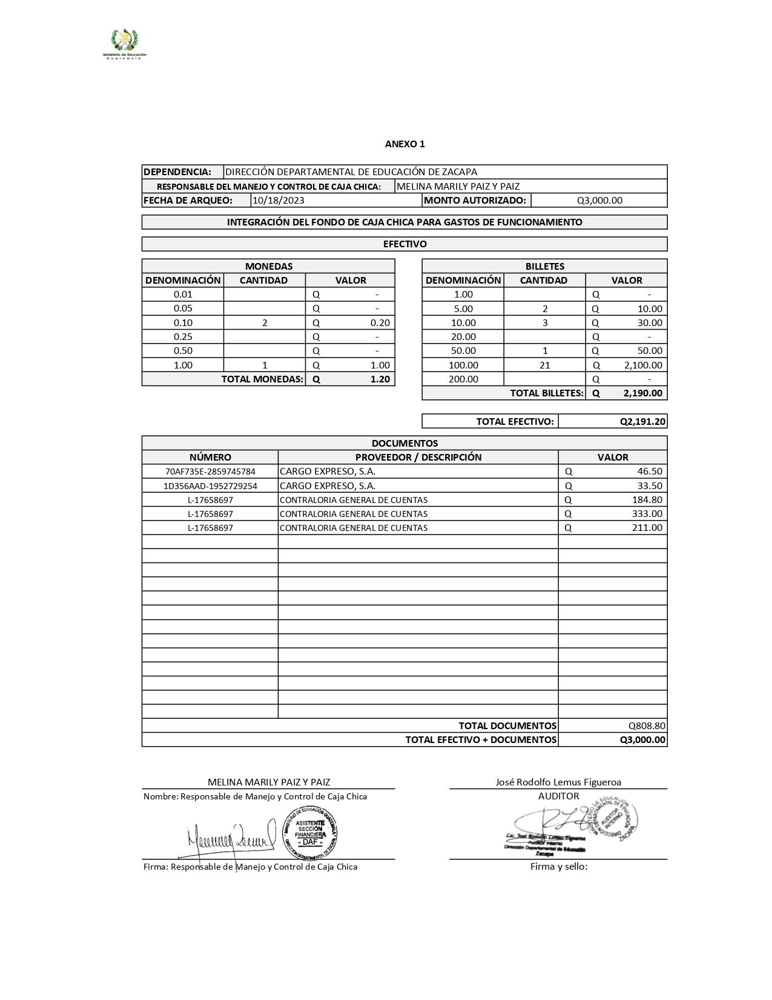 Ministerio de Educación
Guatemala
ANEXO 1
DEPENDENCIA: DIRECCIÓN DEPARTAMENTAL DE EDUCACIÓN DE ZACAPA
RESPONSABLE DEL MANEJO Y CONTROL DE CAJA CHICA: MELINA MARILY PAIZ Y PAIZ
FECHA DE ARQUEO: 10/18/2023 MONTO AUTORIZADO: Q3,000.00
INTEGRACIÓN DEL FONDO DE CAJA CHICA PARA GASTOS DE FUNCIONAMIENTO
EFECTIVO
MONEDAS
DENOMINACIÓN CANTIDAD VALOR
0.01 Q -
0.05 Q -
0.10 2 Q 0.20
0.25 Q -
0.50 Q -
1.00 1 Q 1.00
TOTAL MONEDAS: Q 1.20
BILLETES
DENOMINACIÓN CANTIDAD VALOR
1.00 Q -
5.00 2 Q 10.00
10.00 3 Q 30.00
20.00 Q -
50.00 1 Q 50.00
100.00 21 Q 2,100.00
200.00 Q -
TOTAL BILLETES: Q 2,190.00
TOTAL EFECTIVO: Q2,191.20
DOCUMENTOS
NÚMERO PROVEEDOR / DESCRIPCIÓN VALOR
70AF735E-2859745784 CARGO EXPRESO, S.A. Q 46.50
1D356AAD-1952729254 CARGO EXPRESO, S.A. Q 33.50
L-17658697 CONTRALORIA GENERAL DE CUENTAS Q 184.80
L-17658697 CONTRALORIA GENERAL DE CUENTAS Q 333.00
L-17658697 CONTRALORIA GENERAL DE CUENTAS Q 211.00
TOTAL DOCUMENTOS Q808.80
TOTAL EFECTIVO + DOCUMENTOS Q3,000.00
MELINA MARILY PAIZ Y PAIZ
Nombre: Responsable de Manejo y Control de Caja Chica
MINISTERIO DE EDUCACIÓN GUATEMALA
ASISTENTE
SECCIÓN
FINANCIERA
- DAF -
DIRECCIÓN DEPARTAMENTAL DE ZACAPA
Firma: Responsable de Manejo y Control de Caja Chica
José Rodolfo Lemus Figueroa
AUDITOR
MINISTERIO DE EDUCACIÓN
DIRECCIÓN DEPARTAMENTAL DE EDUCACIÓN
AUDITOR
INTERNO
ZACAPA
Lic. José Rodolfo Lemus Figueroa
Auditor Interno
Dirección Departamental de Educación
Zacapa
Firma y sello: